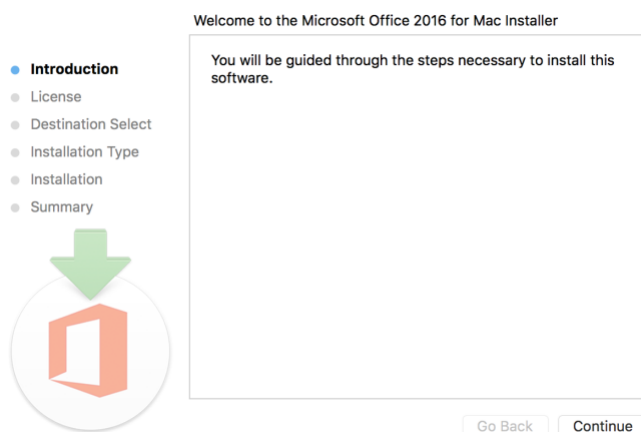 Welcome to the Microsoft Office 2016 for Mac Installer
Introduction
License
Destination Select
Installation Type
Installation
Summary
You will be guided through the steps necessary to install this
software.
Go Back
Continue